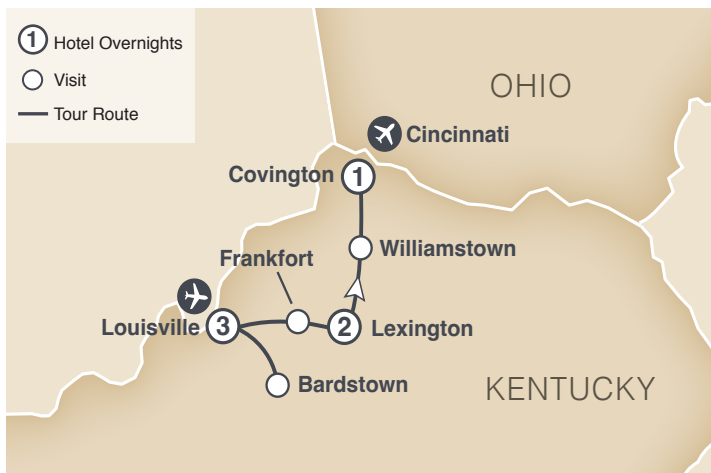 1 Hotel Overnights
Visit
Tour Route
OHIO
Cincinnati
Covington 1
Williamstown
Frankfort
Louisville 3
2 Lexington
Bardstown
KENTUCKY